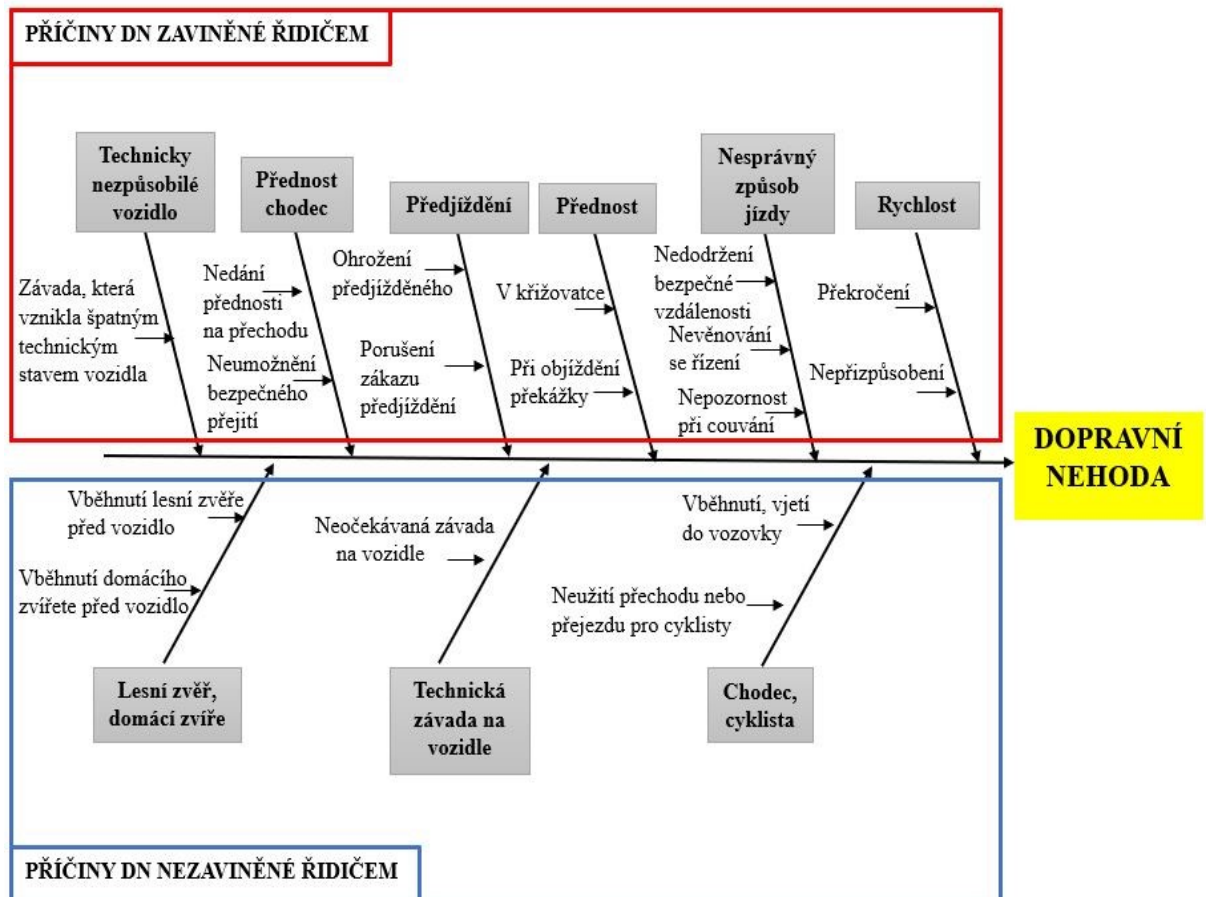 PŘÍČINY DN ZAVINĚNÉ ŘIDIČEM
Technicky
nezpůsobilé
vozidlo
Přednost
chodec
Předjíždění
Přednost
Nesprávný
způsob
jízdy
Rychlost
Závada, která
vznikla špatným
technickým
stavem vozidla
Nedání
přednosti
na přechodu
Neumožnění
bezpečného
přejití
Ohrožení
předjížděného
Porušení
zákazu
předjíždění
V křižovatce
Při objíždění
překážky
Nedodržení
bezpečné
vzdálenosti
Nevěnování
se řízení
Nepozornost
při couvání
Překročení
Nepřizpůsobení
DOPRAVNÍ
NEHODA
Vběhnutí lesní zvěře
před vozidlo
Vběhnutí domácího
zvířete před vozidlo
Neočekávaná závada
na vozidle
Vběhnutí, vjetí
do vozovky
Neužití přechodu nebo
přejezdu pro cyklisty
Lesní zvěř,
domácí zvíře
Technická
závada na
vozidle
Chodec,
cyklista
PŘÍČINY DN NEZAVINĚNÉ ŘIDIČEM